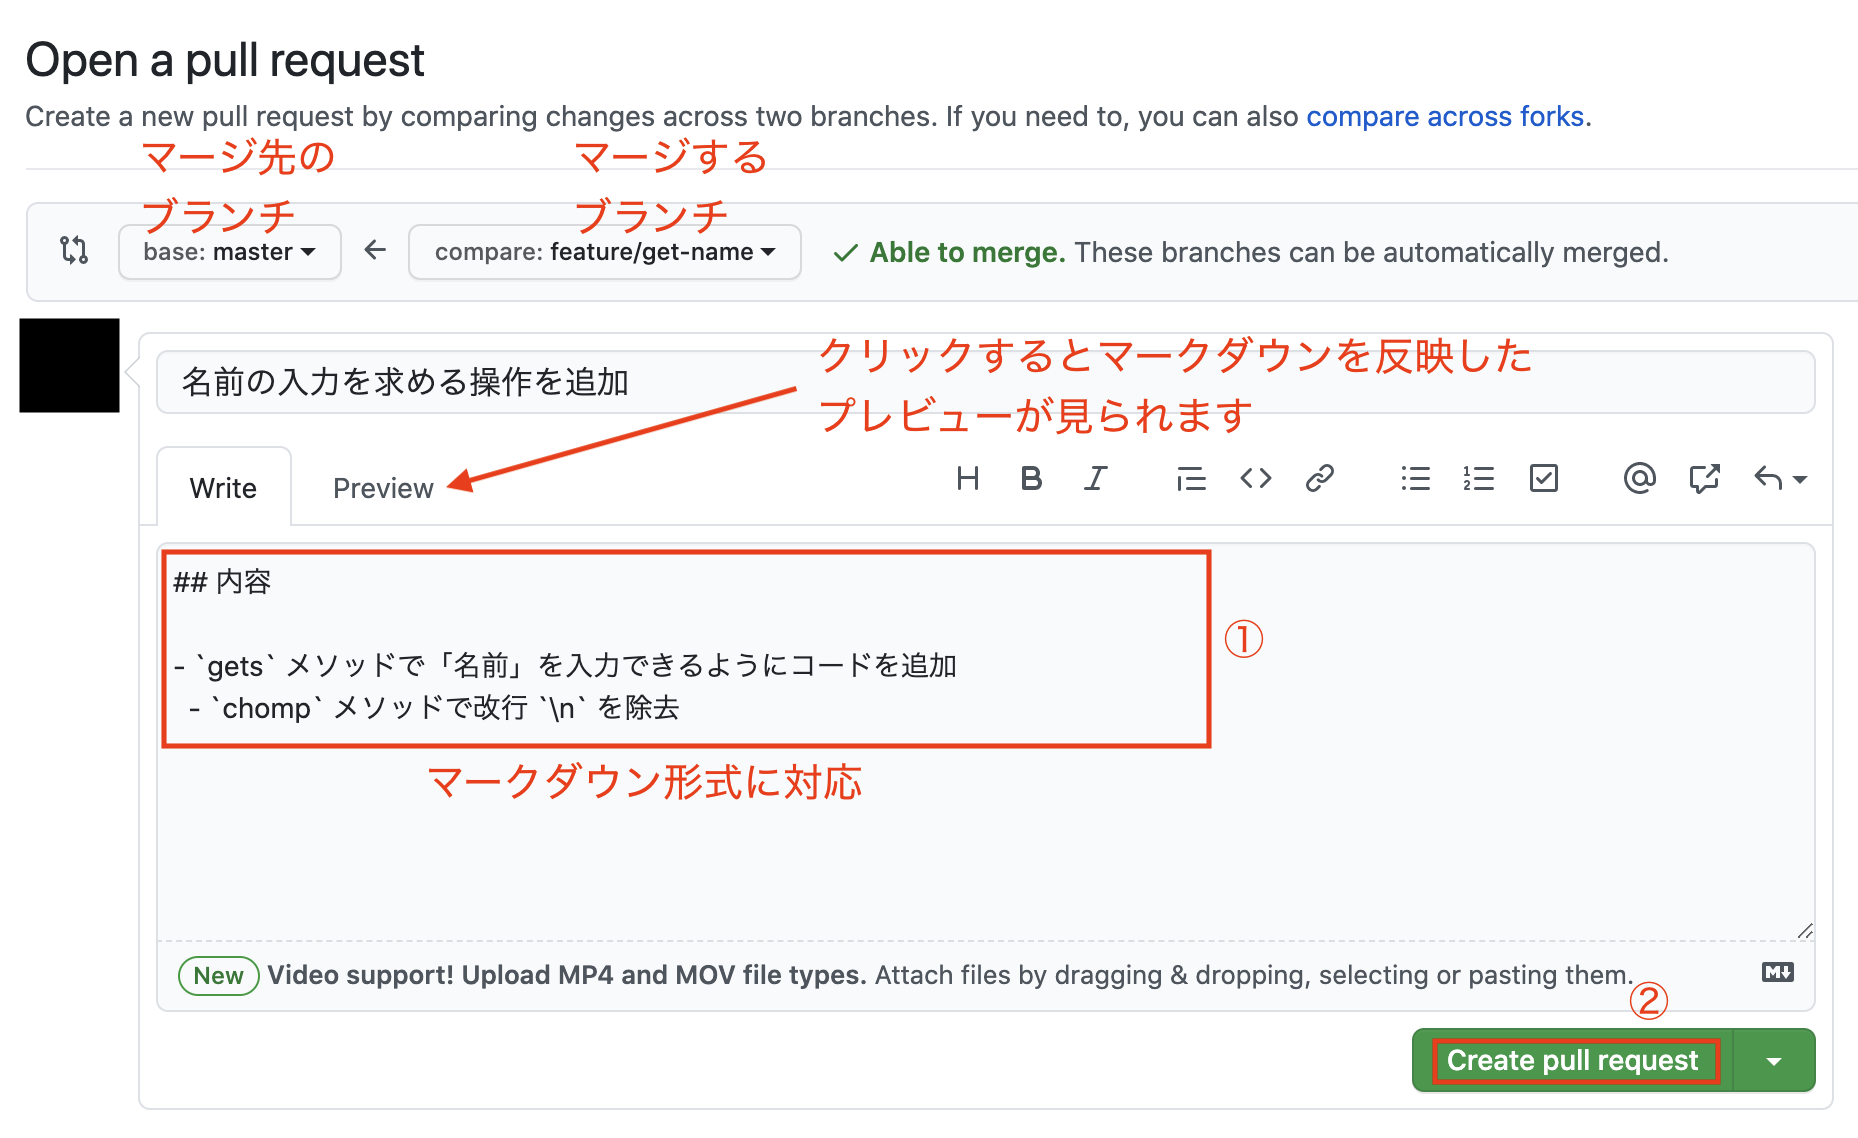 Open a pull request
Create a new pull request by comparing changes across two branches. If you need to, you can also compare across forks.
マージ先の
ブランチ
マージする
ブランチ
base: master
compare: feature/get-name
Able to merge. These branches can be automatically merged.
名前の入力を求める操作を追加
クリックするとマークダウンを反映した
プレビューが見られます
Write
Preview
## 内容
- `gets` メソッドで「名前」を入力できるようにコードを追加
- `chomp` メソッドで改行 `\n` を除去
①
マークダウン形式に対応
New Video support! Upload MP4 and MOV file types. Attach files by dragging & dropping, selecting or pasting them.
②
Create pull request